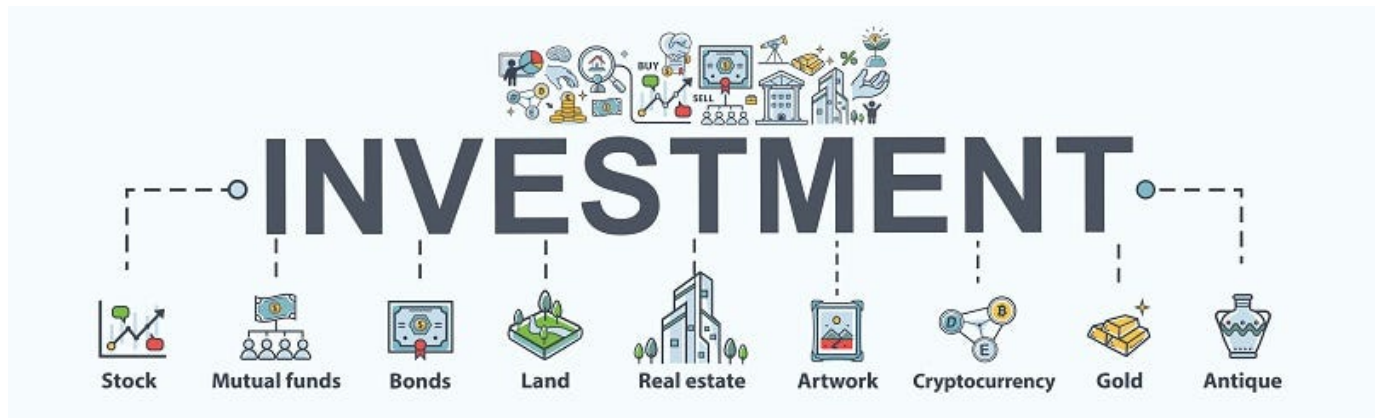 BUY
SELL
INVESTMENT
Stock
Mutual funds
Bonds
Land
Real estate
Artwork
Cryptocurrency
Gold
Antique
D
B
E